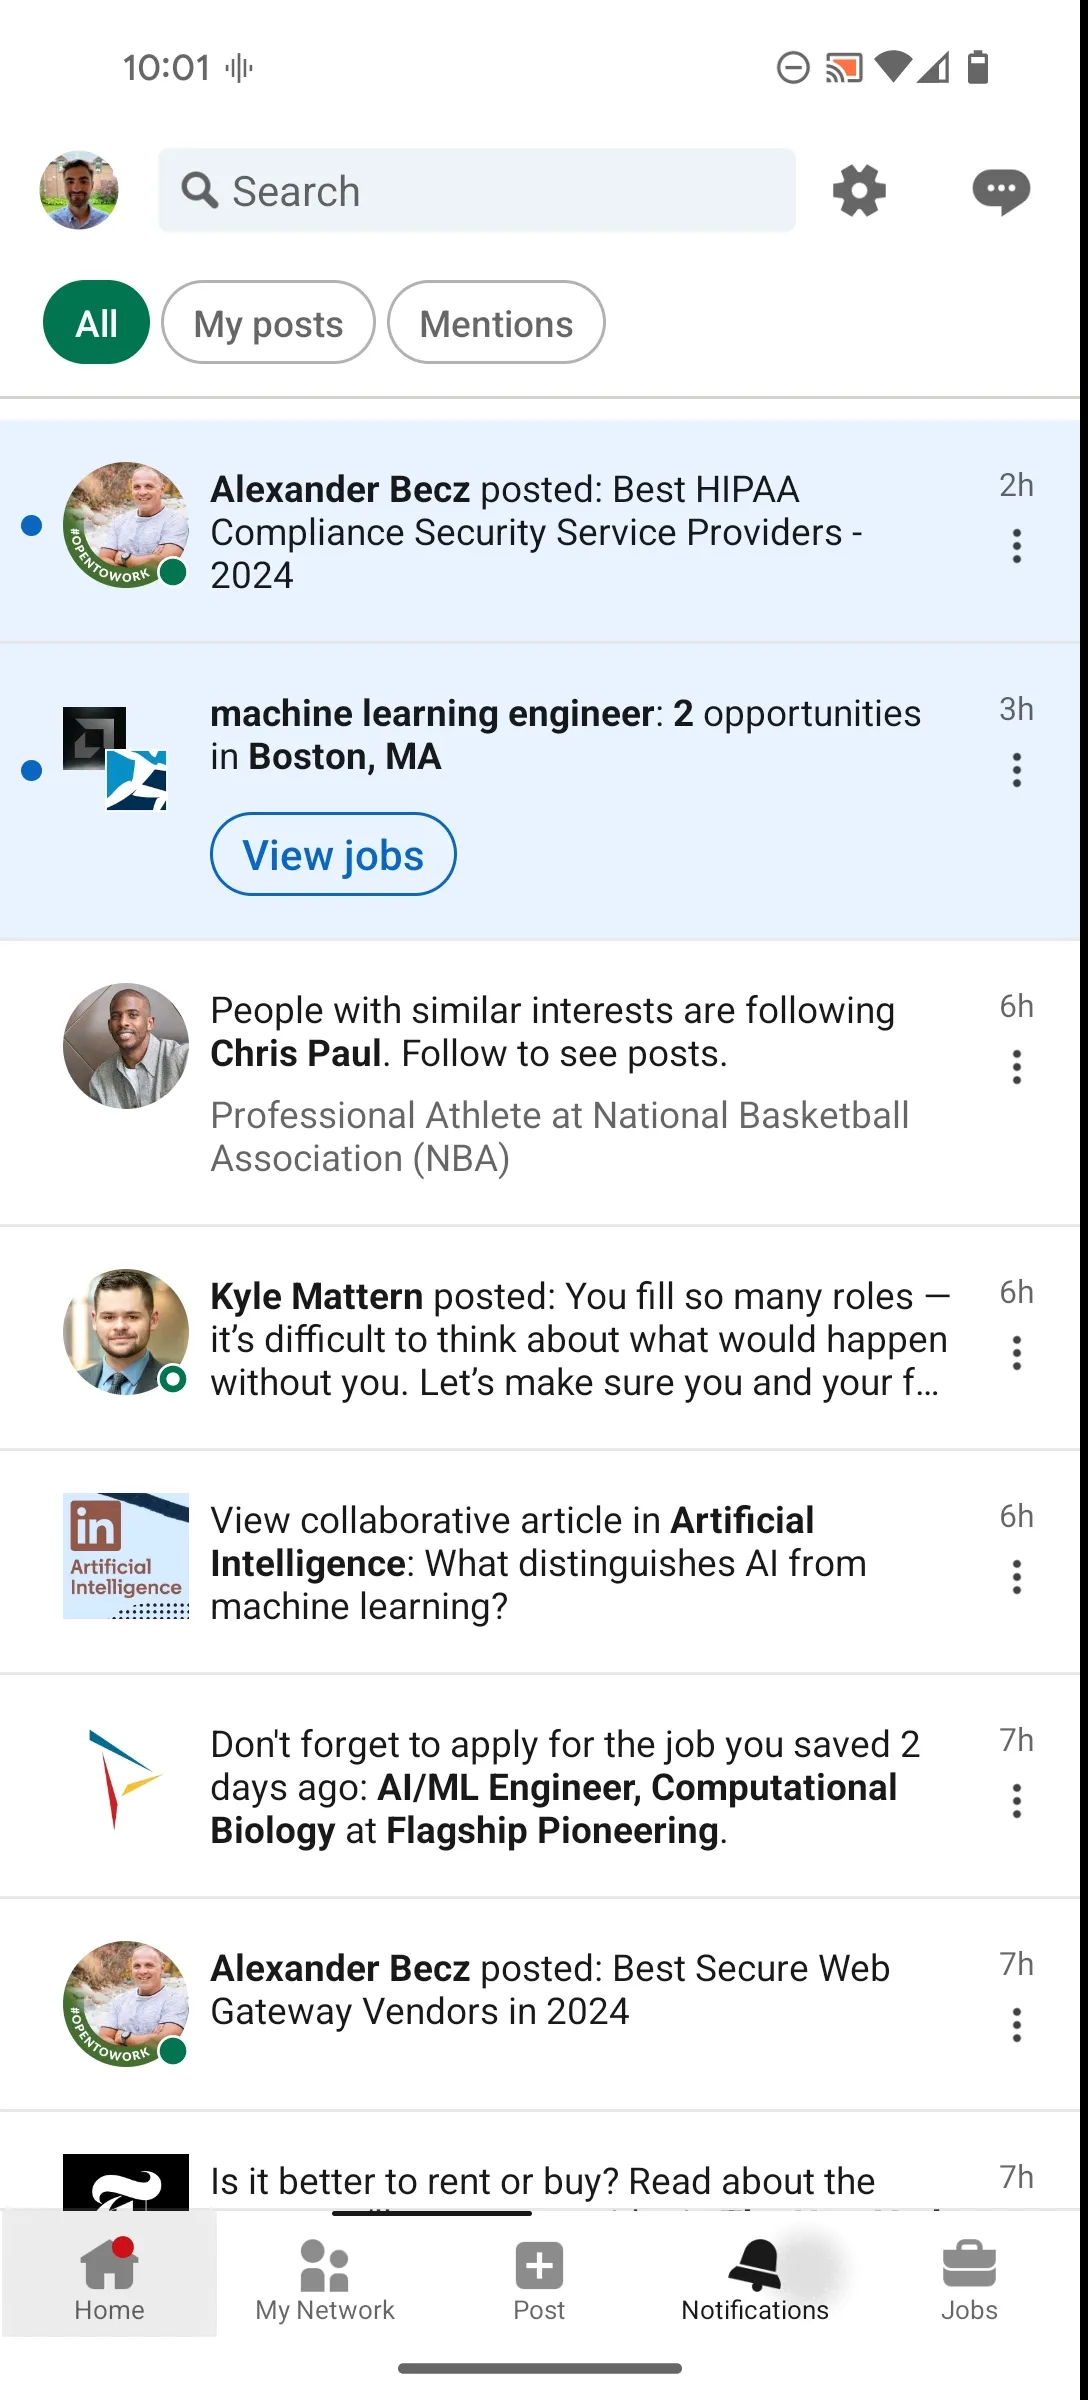 10:01
Search
All
My posts
Mentions
Alexander Becz posted: Best HIPAA
Compliance Security Service Providers -
2024
2h
#OPENTOWORK
machine learning engineer: 2 opportunities
in Boston, MA
3h
View jobs
People with similar interests are following
Chris Paul. Follow to see posts.
6h
Professional Athlete at National Basketball
Association (NBA)
Kyle Mattern posted: You fill so many roles —
it’s difficult to think about what would happen
without you. Let’s make sure you and your f…
6h
in
Artificial
Intelligence
View collaborative article in Artificial
Intelligence: What distinguishes AI from
machine learning?
6h
Don't forget to apply for the job you saved 2
days ago: AI/ML Engineer, Computational
Biology at Flagship Pioneering.
7h
Alexander Becz posted: Best Secure Web
Gateway Vendors in 2024
7h
#OPENTOWORK
Is it better to rent or buy? Read about the
7h
Home
My Network
Post
Notifications
Jobs